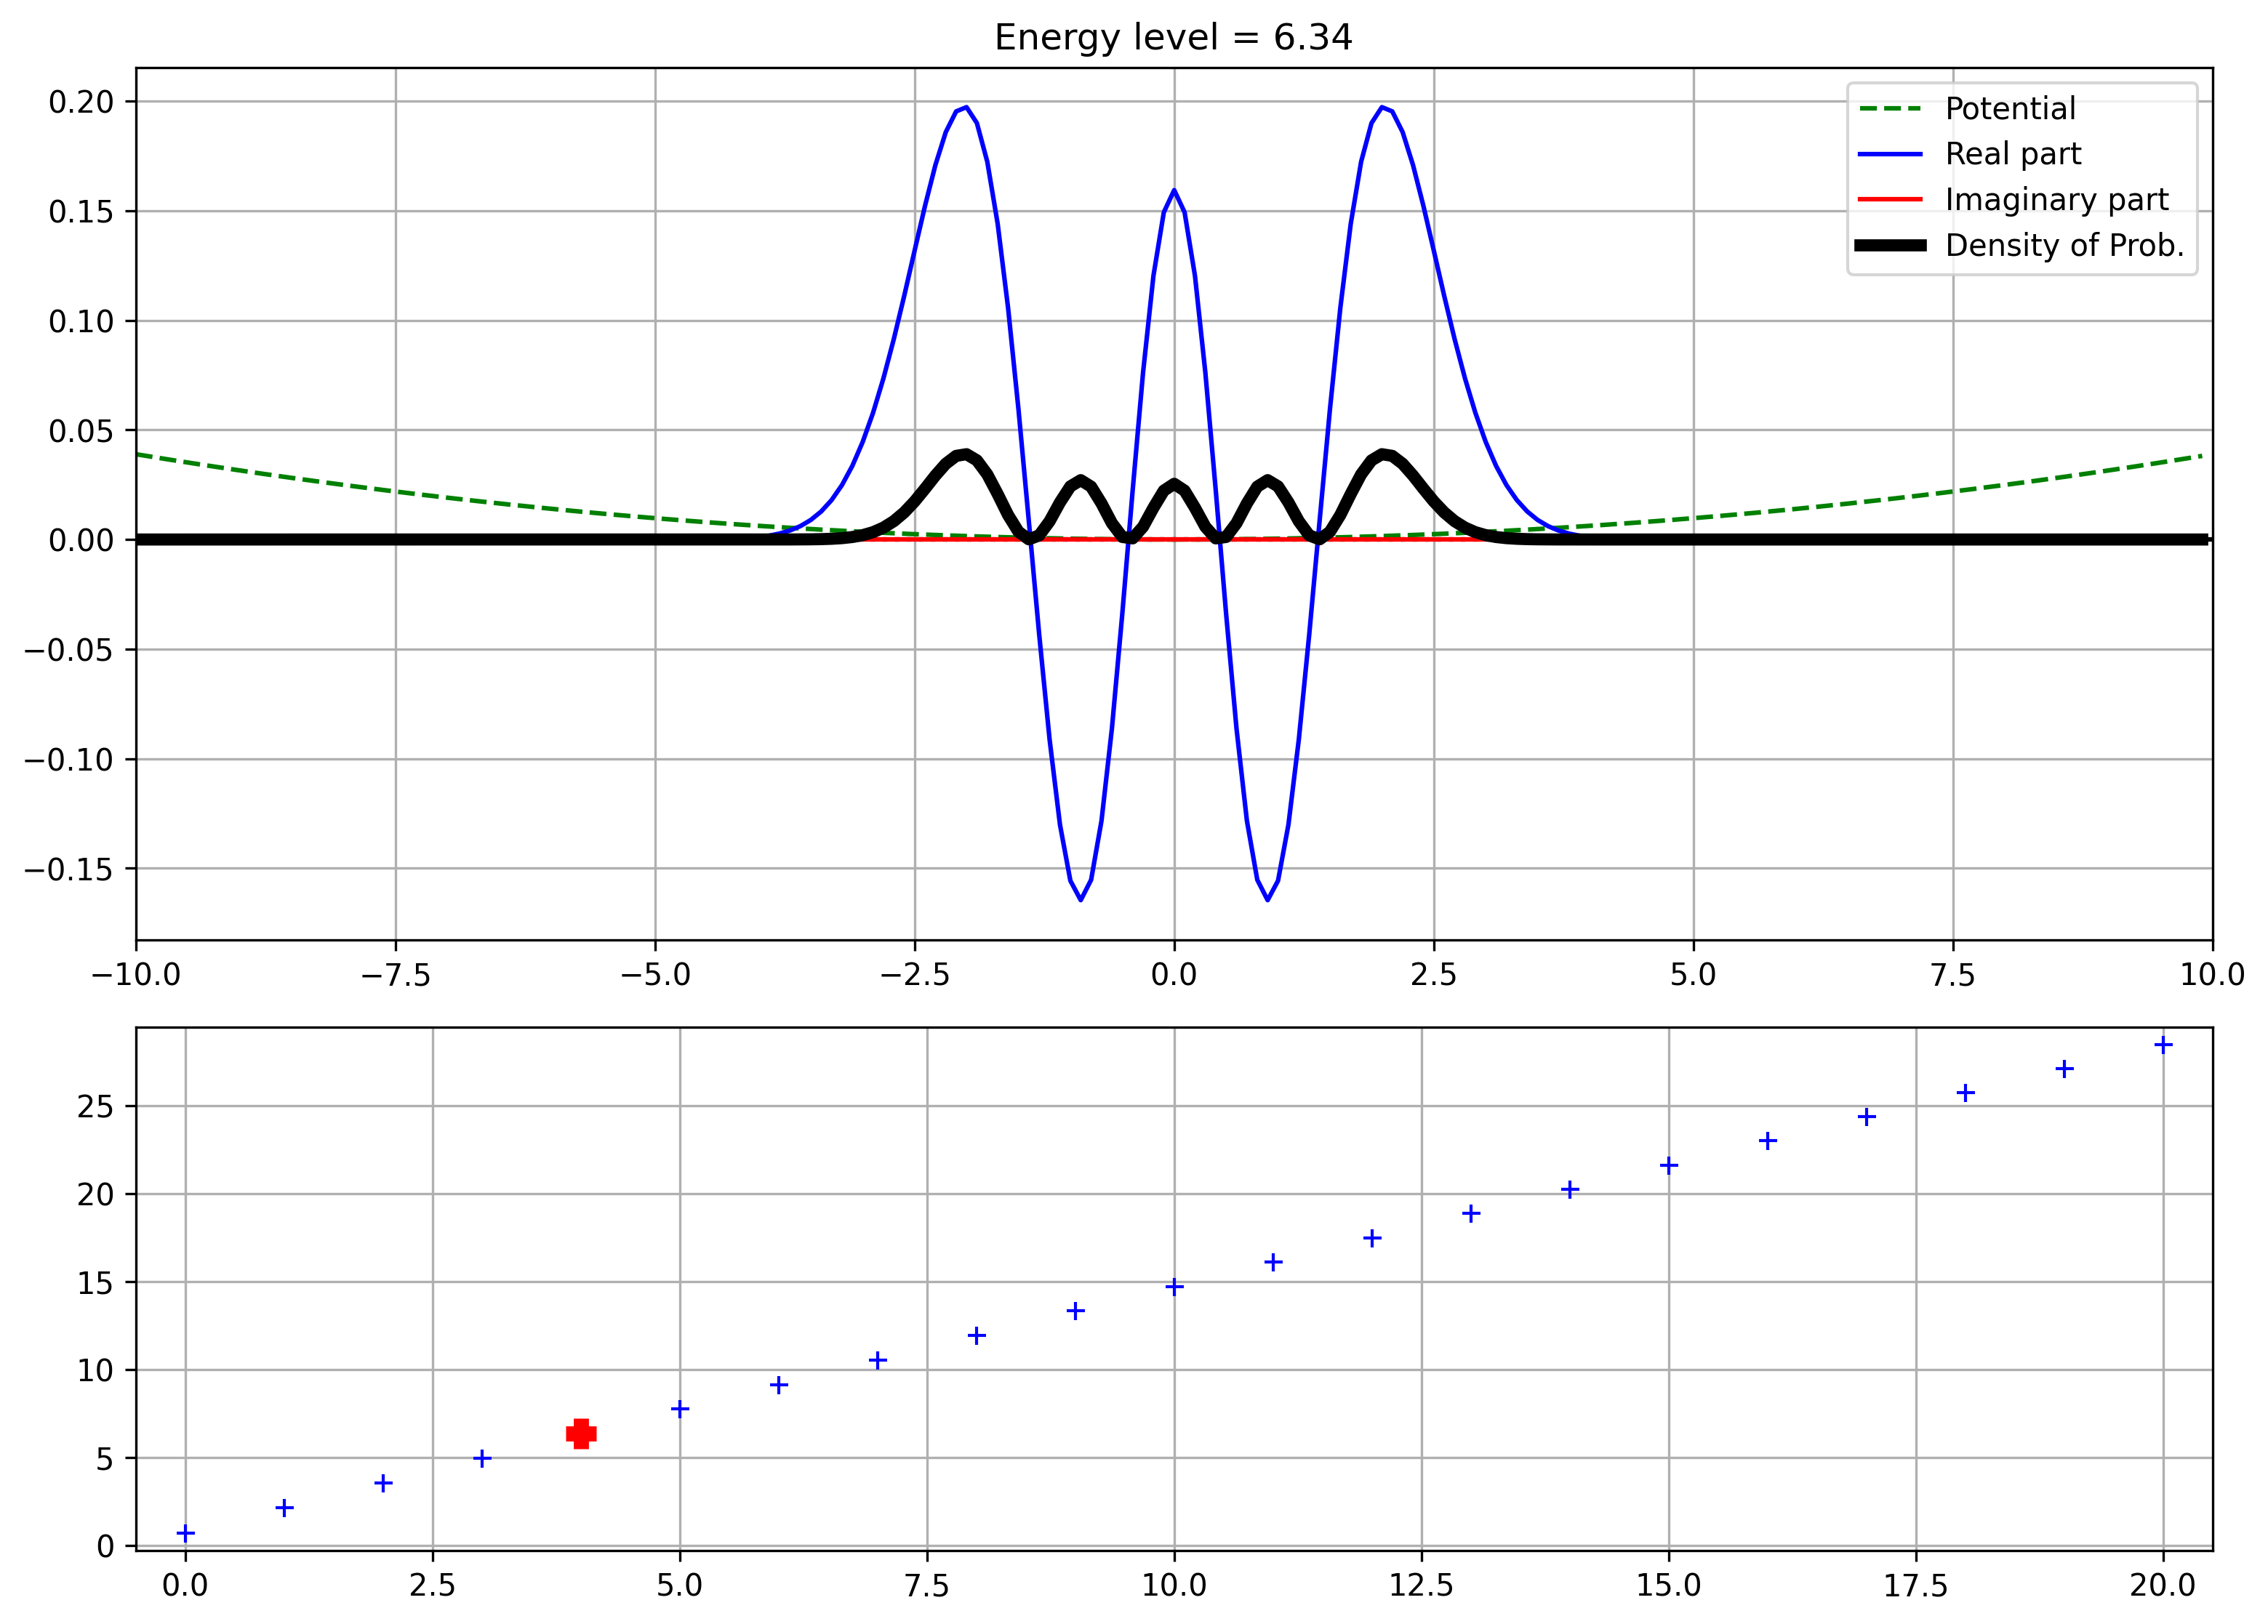 Energy level = 6.34
Potential
Real part
Imaginary part
Density of Prob.
0.20
0.15
0.10
0.05
0.00
−0.05
−0.10
−0.15
−10.0 −7.5 −5.0 −2.5 0.0 2.5 5.0 7.5 10.0
25
20
15
10
5
0
0.0 2.5 5.0 7.5 10.0 12.5 15.0 17.5 20.0